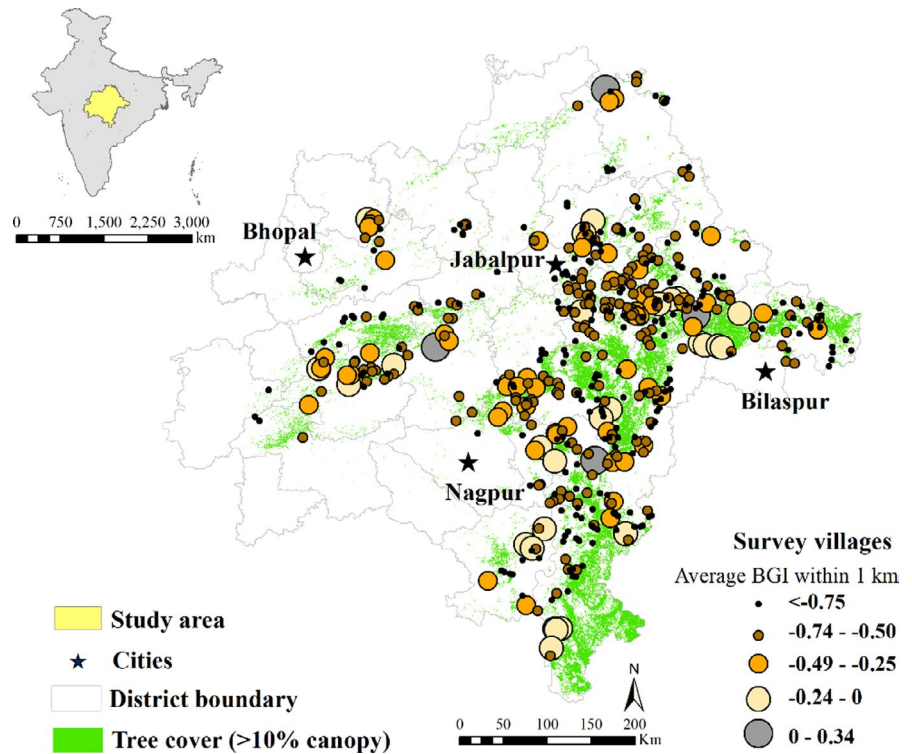 0 750 1,500 2,250 3,000
km
Bhopal
Jabalpur
Bilaspur
Nagpur
Survey villages
Average BGI within 1 km
<-0.75
-0.74 - -0.50
-0.49 - -0.25
-0.24 - 0
0 - 0.34
Study area
Cities
District boundary
Tree cover (>10% canopy)
N
0 50 100 150 200
Km